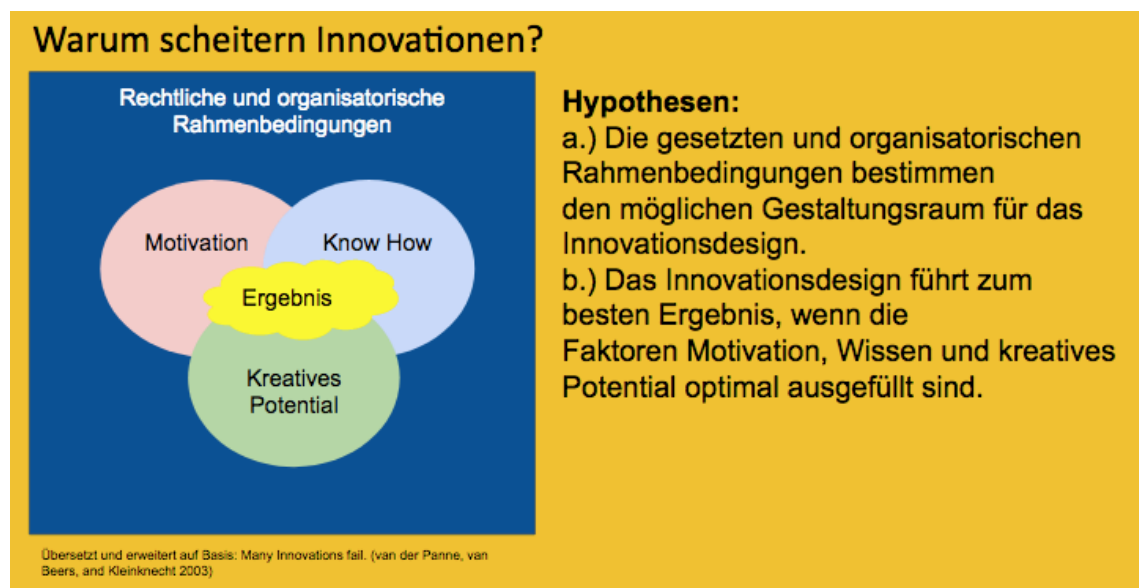 Warum scheitern Innovationen?
Rechtliche und organisatorische
Rahmenbedingungen
Motivation
Know How
Ergebnis
Kreatives
Potential
Übersetzt und erweitert auf Basis: Many Innovations fail. (van der Panne, van
Beers, and Kleinknecht 2003)
Hypothesen:
a.) Die gesetzten und organisatorischen
Rahmenbedingungen bestimmen
den möglichen Gestaltungsraum für das
Innovationsdesign.
b.) Das Innovationsdesign führt zum
besten Ergebnis, wenn die
Faktoren Motivation, Wissen und kreatives
Potential optimal ausgefüllt sind.